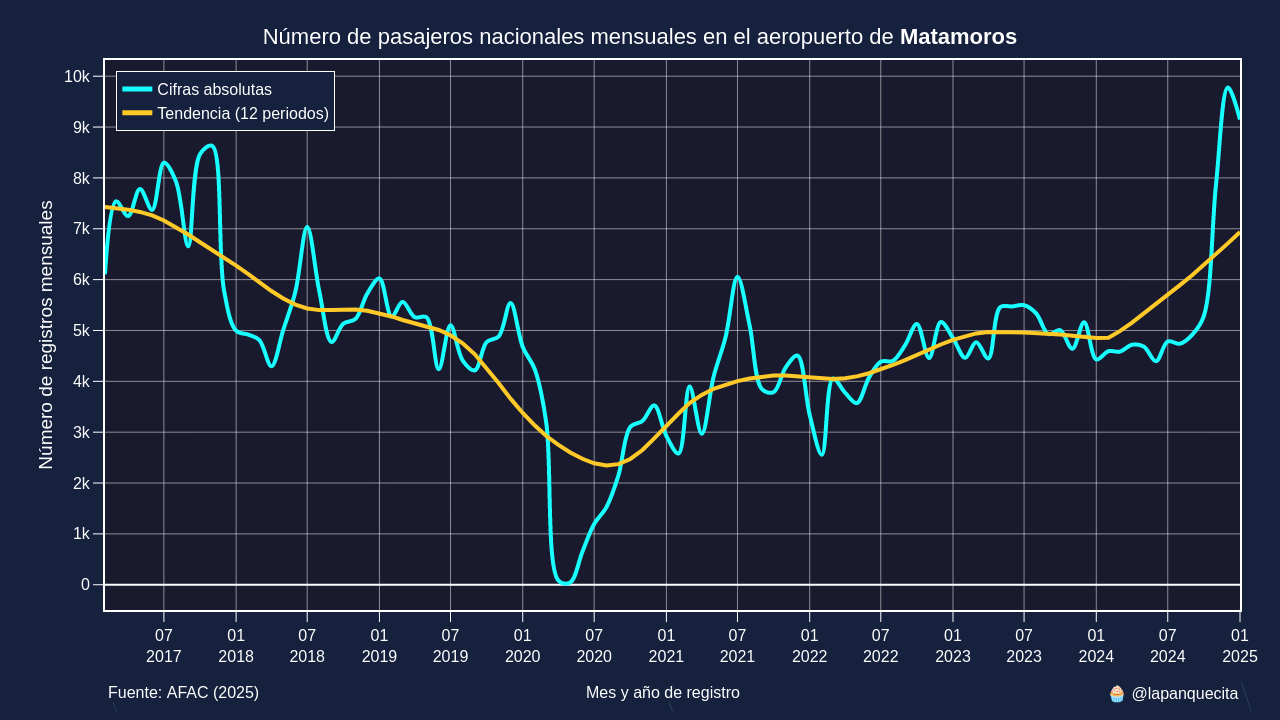 Número de pasajeros nacionales mensuales en el aeropuerto de Matamoros
Cifras absolutas
Tendencia (12 periodos)
Número de registros mensuales
10k
9k
8k
7k
6k
5k
4k
3k
2k
1k
0
07 01 07 01 07 01 07 01 07 01 07 01 07 01 07 01
2017 2018 2018 2019 2019 2020 2020 2021 2021 2022 2022 2023 2023 2024 2024 2025
Fuente: AFAC (2025) Mes y año de registro 🧁 @lapanquecita